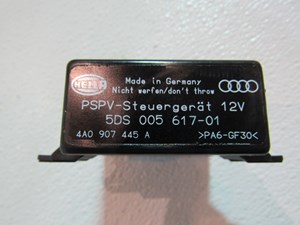 HELLA
Made in Germany
Nicht werfen/don't throw
PSPV-Steuergerät 12V
5DS 005 617-01
4A0 907 445 A >PA6-GF30<